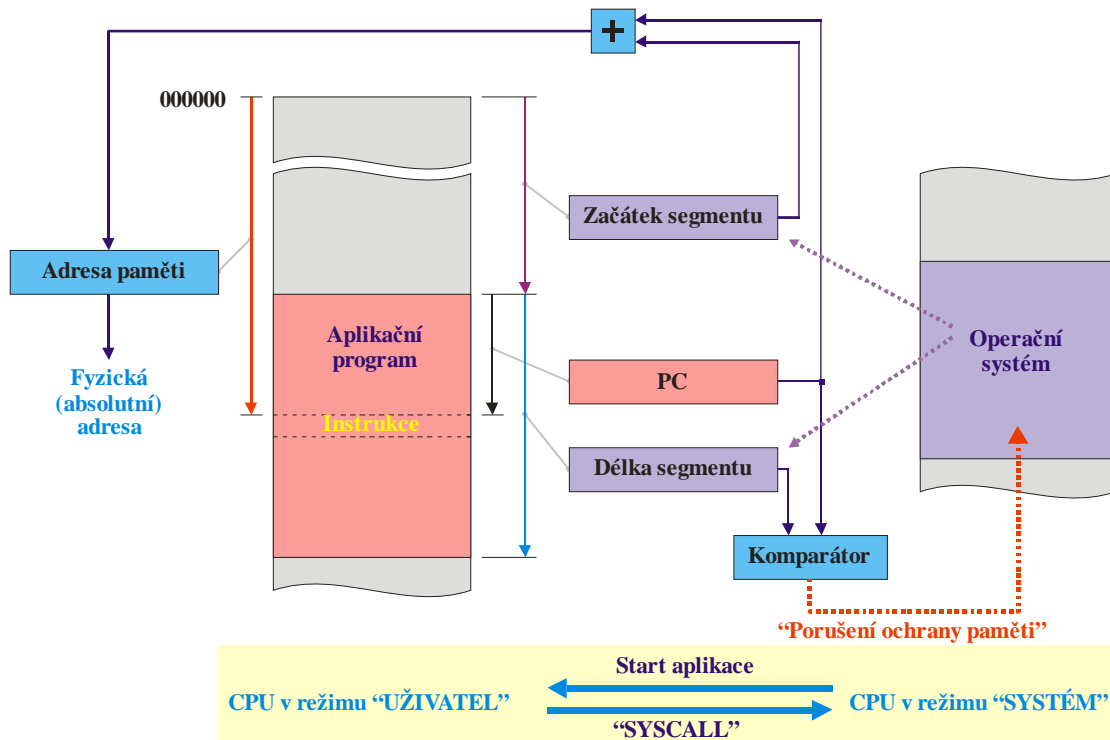 +
000000
Začátek segmentu
Adresa paměti
Aplikační
program
Operační
systém
Fyzická
(absolutní)
adresa
PC
Instrukce
Délka segmentu
Komparátor
“Porušení ochrany paměti”
Start aplikace
CPU v režimu “UŽIVATEL”
CPU v režimu “SYSTÉM”
“SYSCALL”